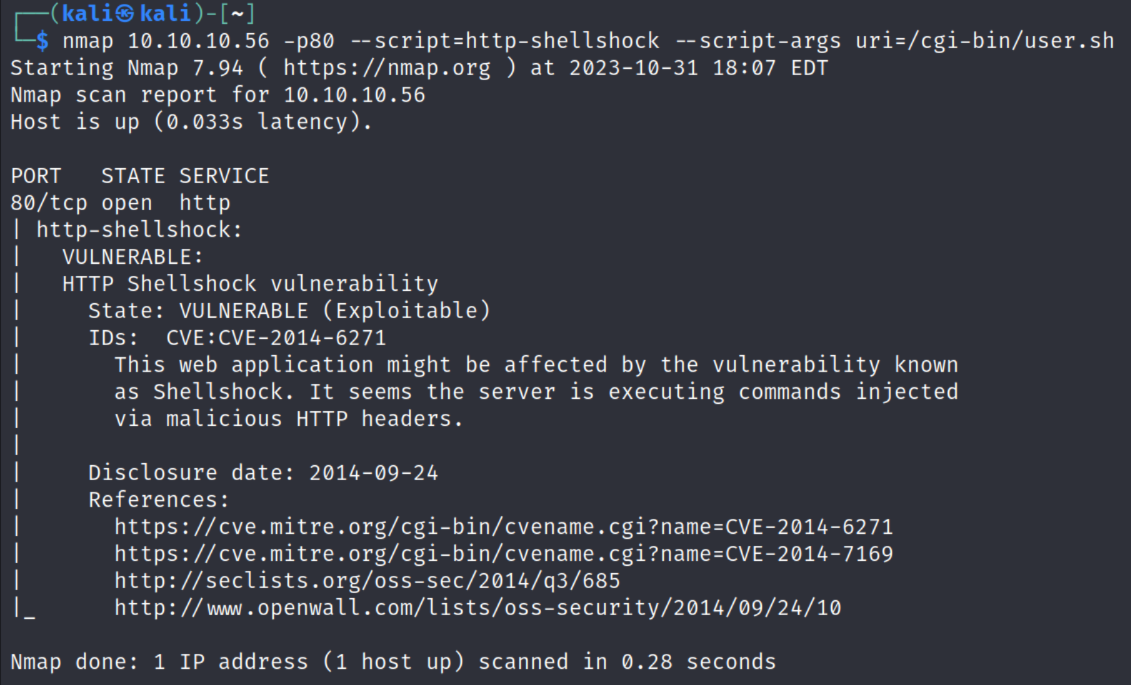 ┌──(kali㉿kali)-[~]
└─$ nmap 10.10.10.56 -p80 --script=http-shellshock --script-args uri=/cgi-bin/user.sh
Starting Nmap 7.94 ( https://nmap.org ) at 2023-10-31 18:07 EDT
Nmap scan report for 10.10.10.56
Host is up (0.033s latency).

PORT   STATE SERVICE
80/tcp open  http
| http-shellshock:
|   VULNERABLE:
|   HTTP Shellshock vulnerability
|     State: VULNERABLE (Exploitable)
|     IDs:  CVE:CVE-2014-6271
|       This web application might be affected by the vulnerability known
|       as Shellshock. It seems the server is executing commands injected
|       via malicious HTTP headers.
|
|     Disclosure date: 2014-09-24
|     References:
|       https://cve.mitre.org/cgi-bin/cvename.cgi?name=CVE-2014-6271
|       https://cve.mitre.org/cgi-bin/cvename.cgi?name=CVE-2014-7169
|       http://seclists.org/oss-sec/2014/q3/685
|_      http://www.openwall.com/lists/oss-security/2014/09/24/10

Nmap done: 1 IP address (1 host up) scanned in 0.28 seconds